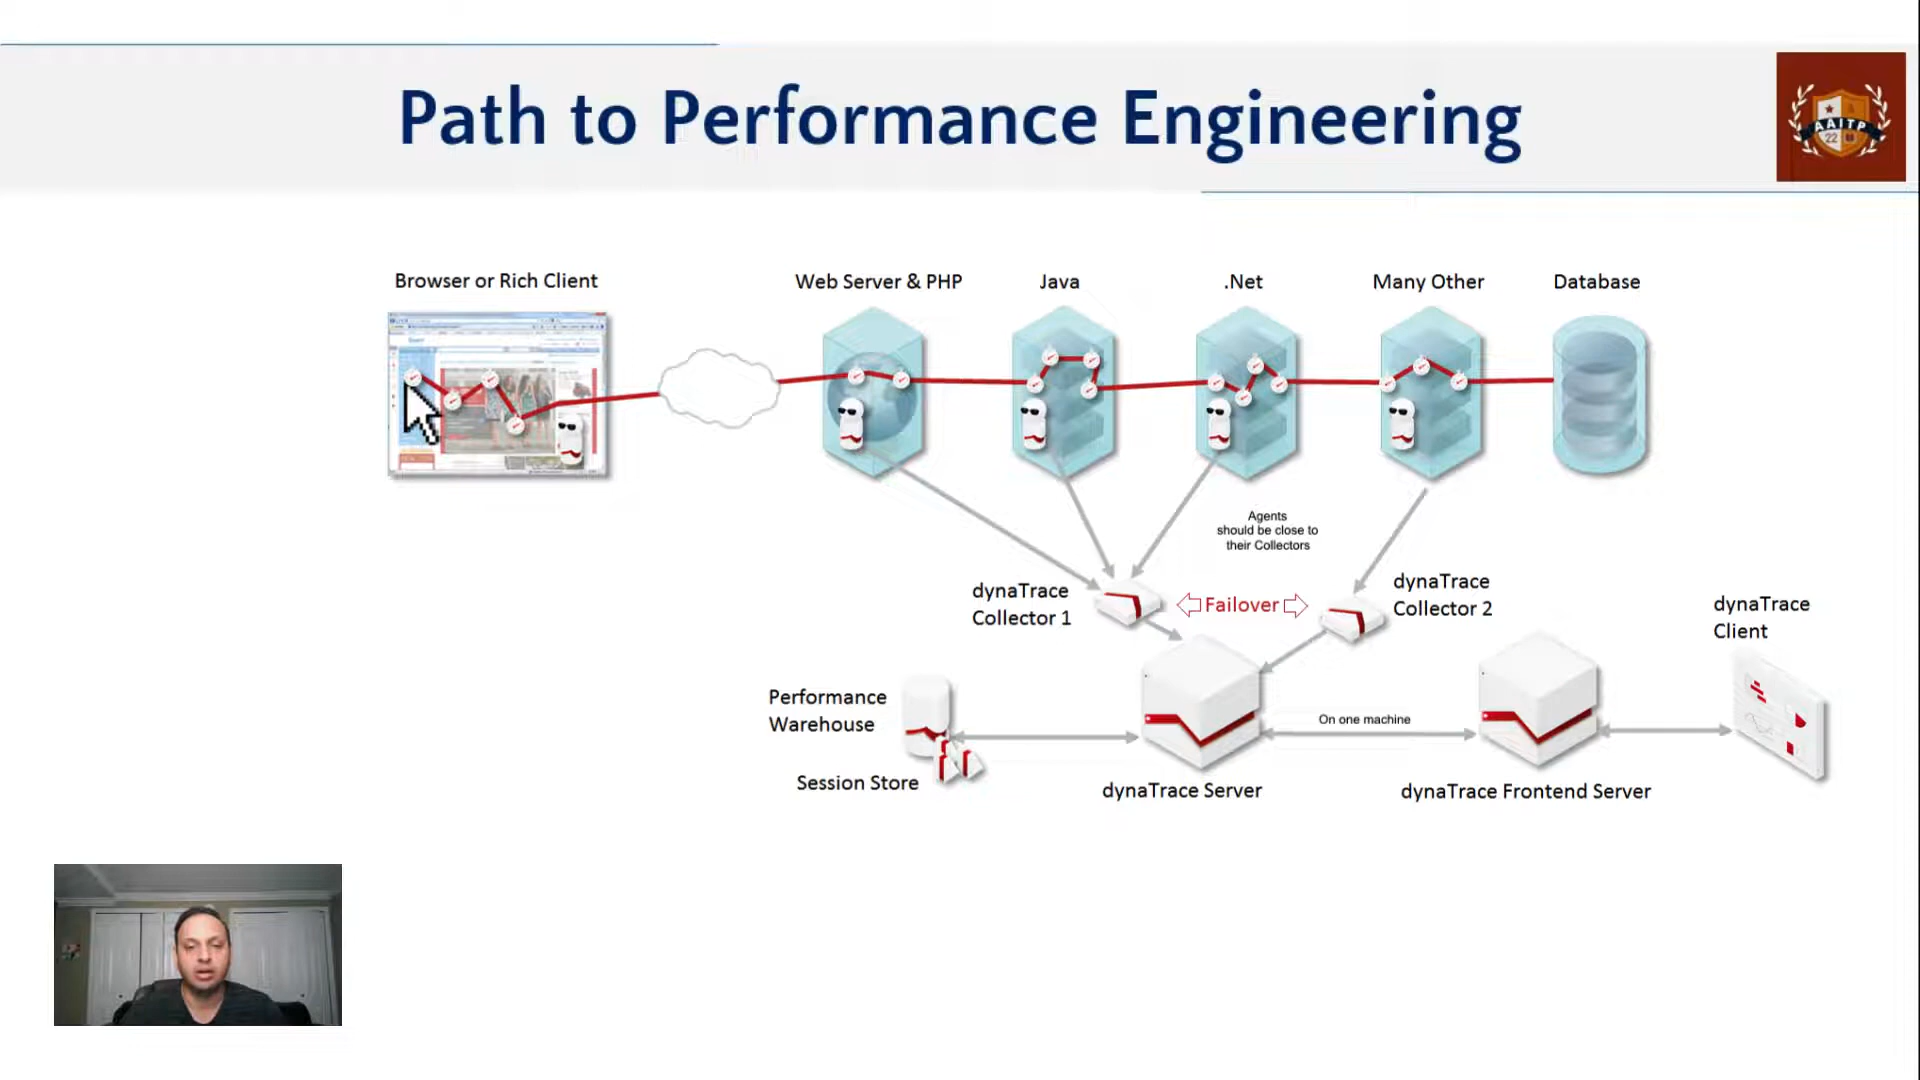 Path to Performance Engineering
AAITP
22
Browser or Rich Client
Web Server & PHP
Java
.Net
Many Other
Database
Agents
should be close to
their Collectors
dynaTrace
Collector 1
Failover
dynaTrace
Collector 2
dynaTrace
Client
Performance
Warehouse
On one machine
Session Store
dynaTrace Server
dynaTrace Frontend Server